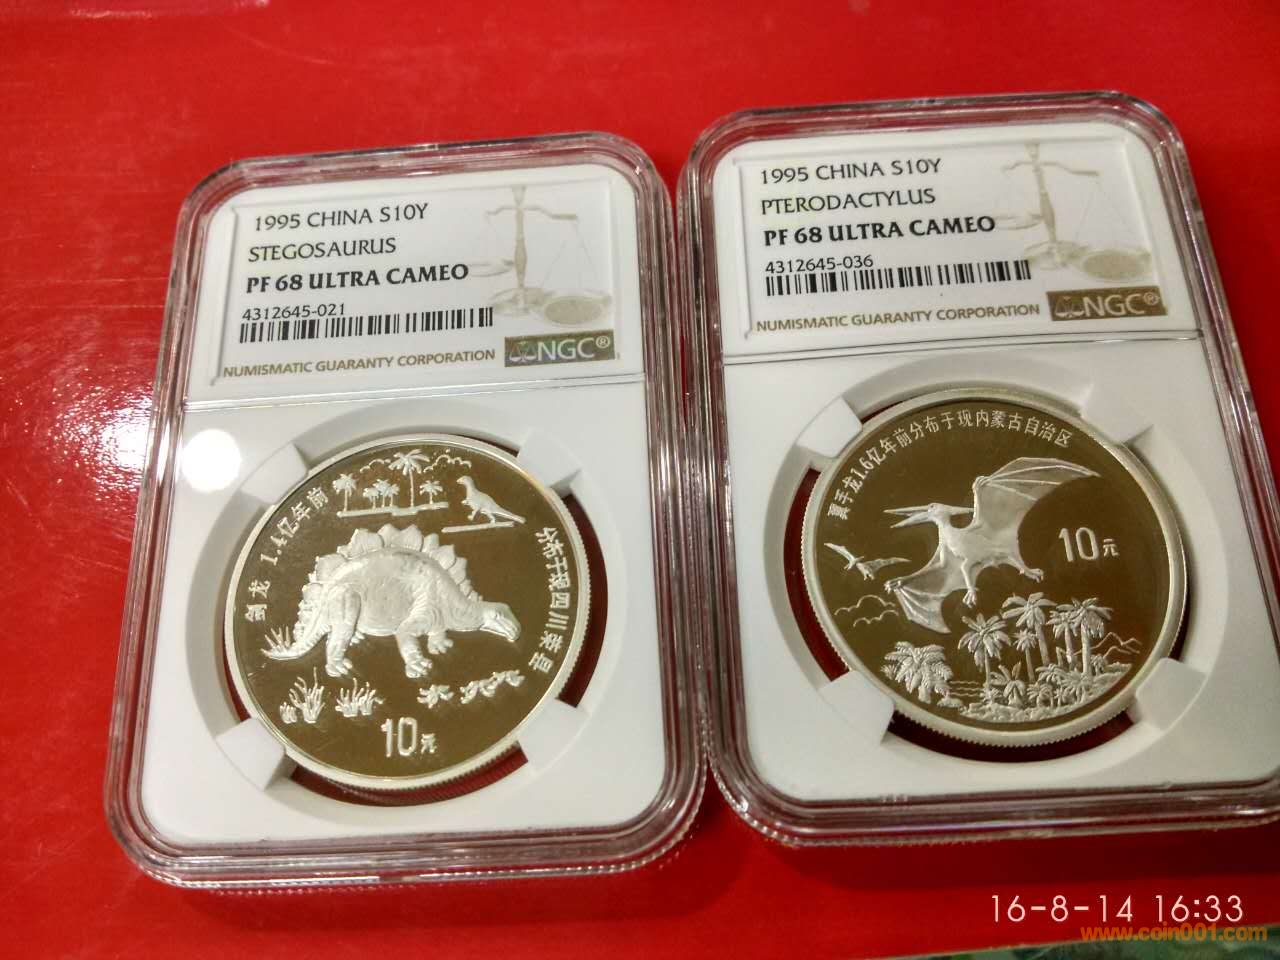 1995 CHINA S10Y
STEGOSAURUS
PF 68 ULTRA CAMEO
4312645-021
NUMISMATIC GUARANTY CORPORATION
NGC®
剑龙 1.4亿年前
分布于现四川荣县
10元
1995 CHINA S10Y
PTERODACTYLUS
PF 68 ULTRA CAMEO
4312645-036
NUMISMATIC GUARANTY CORPORATION
NGC®
翼手龙1.6亿年前分布于现内蒙古自治区
10元
16-8-14 16:33
www.coin001.com